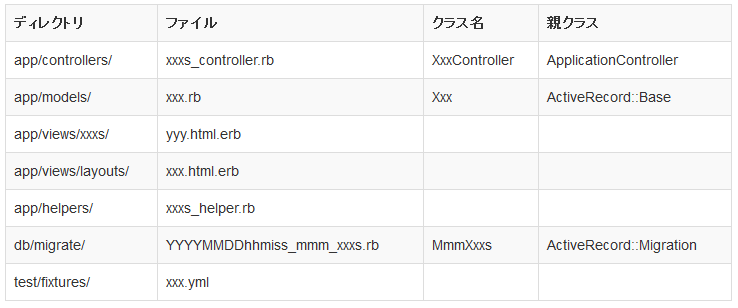 ディレクトリ ファイル クラス名 親クラス
app/controllers/ xxxs_controller.rb XxxController ApplicationController
app/models/ xxx.rb Xxx ActiveRecord::Base
app/views/xxxs/ yyy.html.erb
app/views/layouts/ xxx.html.erb
app/helpers/ xxxs_helper.rb
db/migrate/ YYYYMMDDhhmiss_mmm_xxxs.rb MmmXxxs ActiveRecord::Migration
test/fixtures/ xxx.yml